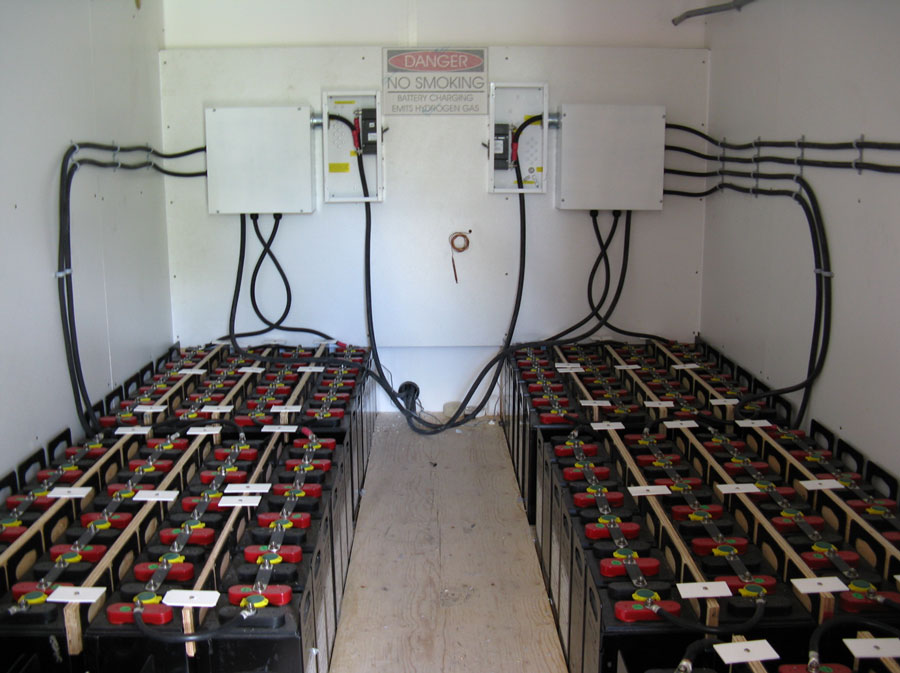 DANGER
NO SMOKING
BATTERY CHARGING
EMITS HYDROGEN GAS